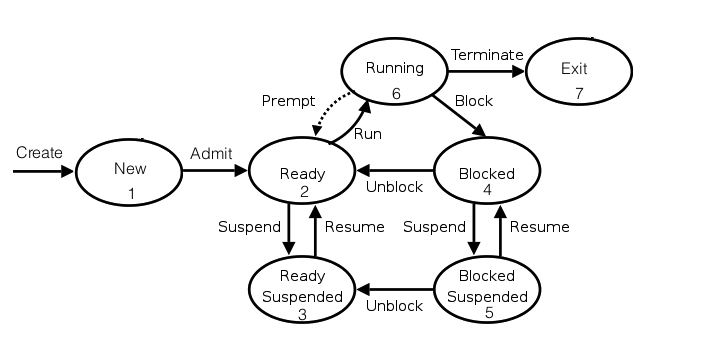 Terminate
Running
6
Exit
7
Prompt
Block
Run
Create
New
1
Admit
Ready
2
Unblock
Blocked
4
Suspend
Resume
Suspend
Resume
Ready
Suspended
3
Unblock
Blocked
Suspended
5